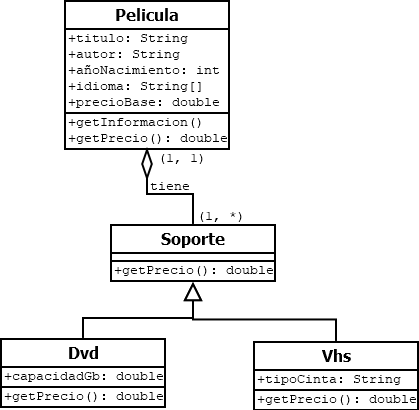 Pelicula
+titulo: String
+autor: String
+añoNacimiento: int
+idioma: String[]
+precioBase: double
+getInformacion()
+getPrecio(): double
(1, 1)
tiene
(1, *)
Soporte
+getPrecio(): double
Dvd
+capacidadGb: double
+getPrecio(): double
Vhs
+tipoCinta: String
+getPrecio(): double